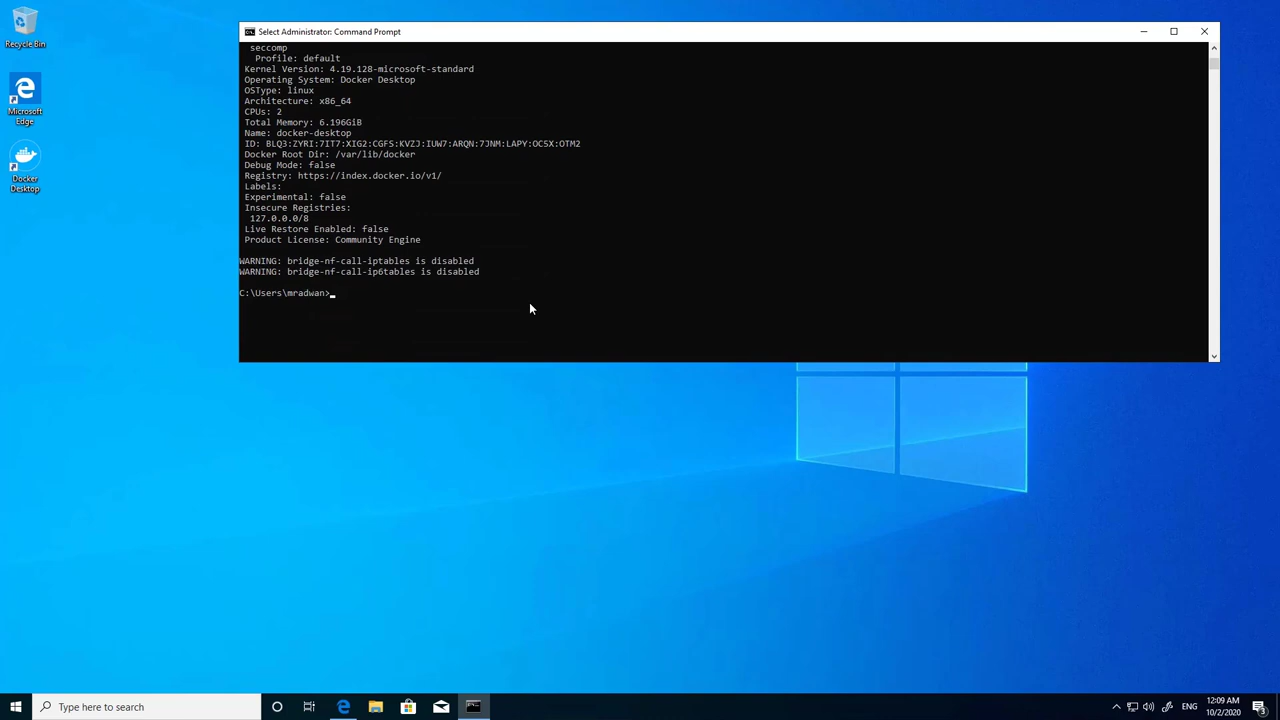 Recycle Bin
Microsoft
Edge
Docker
Desktop
Select Administrator: Command Prompt
seccomp
Profile: default
Kernel Version: 4.19.128-microsoft-standard
Operating System: Docker Desktop
OSType: linux
Architecture: x86_64
CPUs: 2
Total Memory: 6.196GiB
Name: docker-desktop
ID: BLQ3:ZYRI:7IT7:XIG2:CGFS:KVZJ:IUW7:ARQN:7JNM:LAPY:OC5X:OTM2
Docker Root Dir: /var/lib/docker
Debug Mode: false
Registry: https://index.docker.io/v1/
Labels:
Experimental: false
Insecure Registries:
127.0.0.0/8
Live Restore Enabled: false
Product License: Community Engine
WARNING: bridge-nf-call-iptables is disabled
WARNING: bridge-nf-call-ip6tables is disabled
C:\Users\mradwan>
Type here to search
ENG
12:09 AM
10/2/2020
3